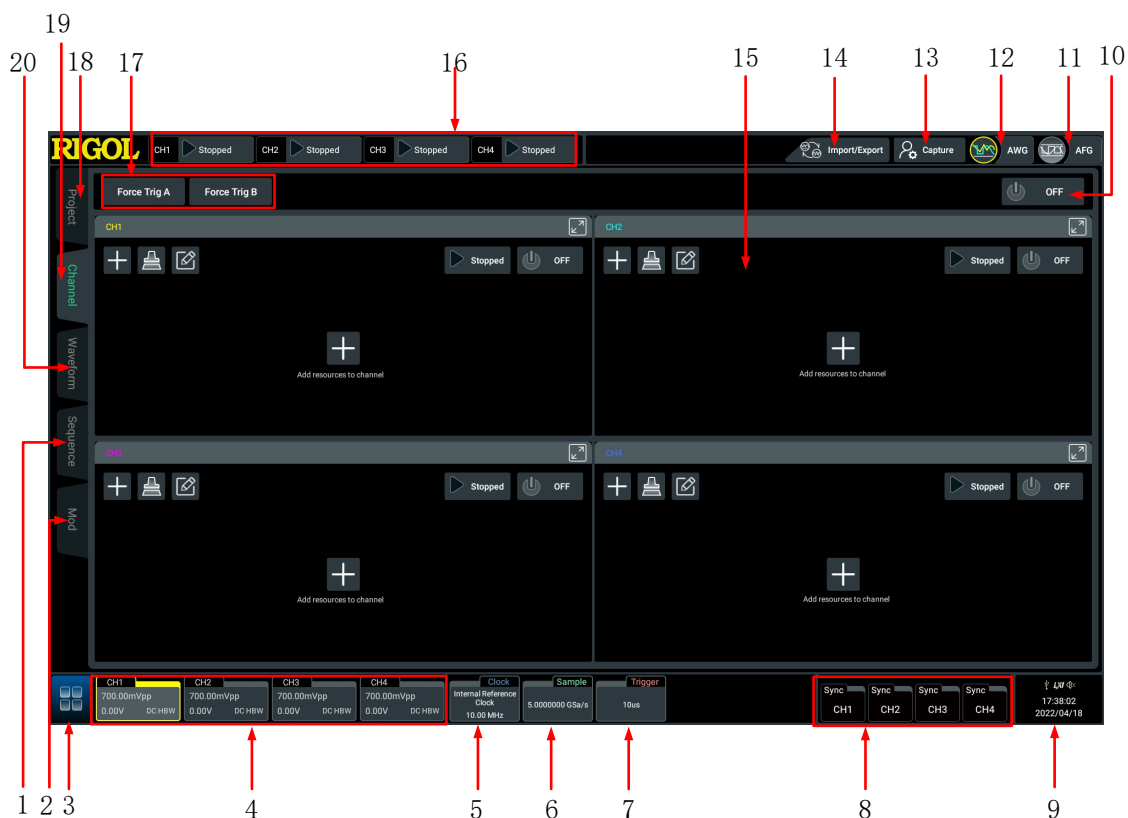 19
20 18 17 16 15 14 13 12 11 10
RIGOL CH1 Stopped CH2 Stopped CH3 Stopped CH4 Stopped Import/Export Capture AWG AFG
Project
Channel
Waveform
Sequence
Mod
Force Trig A Force Trig B OFF
CH1 CH2
Stopped OFF Stopped OFF
Add resources to channel Add resources to channel
CH3 CH4
Stopped OFF Stopped OFF
Add resources to channel Add resources to channel
CH1 CH2 CH3 CH4 Clock Sample Trigger
700.00mVpp 700.00mVpp 700.00mVpp 700.00mVpp
0.00V DC HBW 0.00V DC HBW 0.00V DC HBW 0.00V DC HBW
Internal Reference
Clock
10.00 MHz
5.0000000 GSa/s
10us
Sync Sync Sync Sync
CH1 CH2 CH3 CH4
LXI
17:38:02
2022/04/18
1 2 3 4 5 6 7 8 9